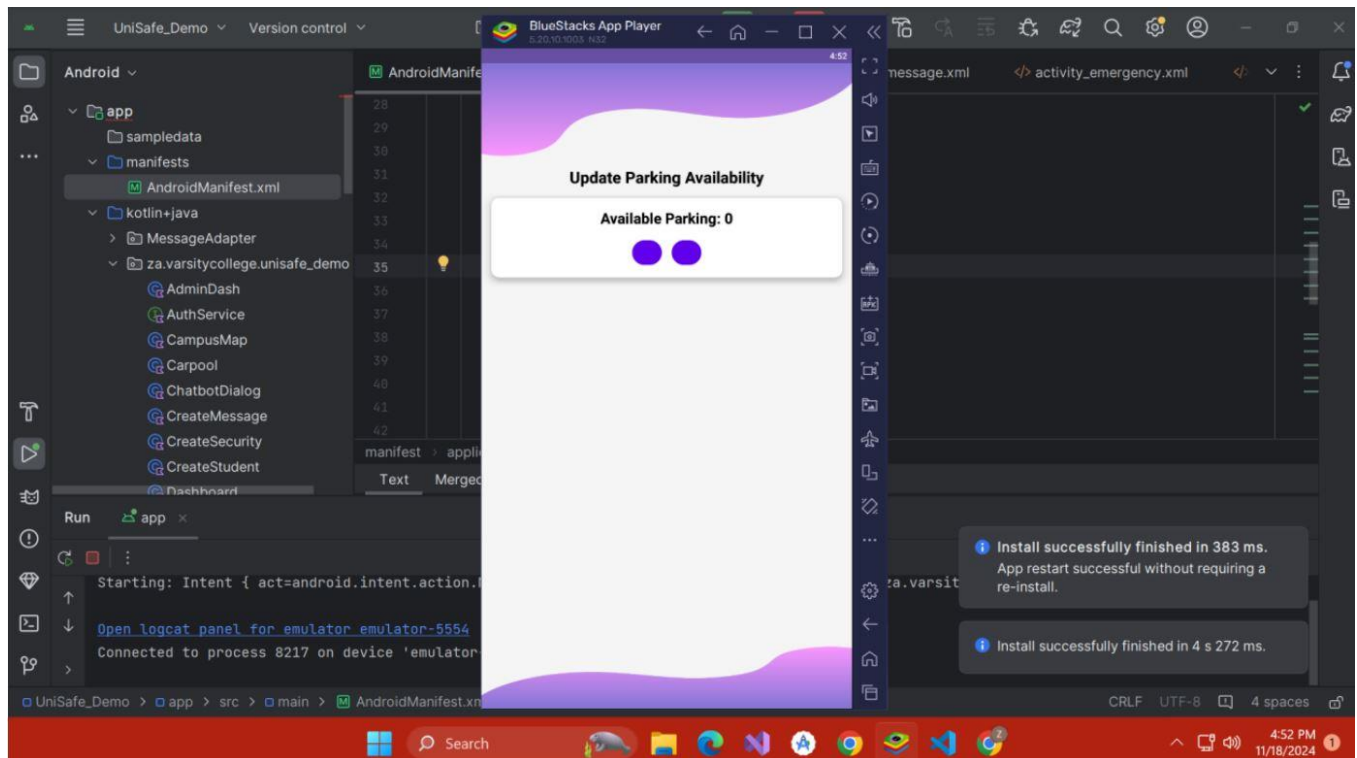 UniSafe_Demo Version control
BlueStacks App Player
5.20.10.1003 N32
Android
AndroidManife
message.xml
</> activity_emergency.xml
4:52
app
sampledata
manifests
AndroidManifest.xml
kotlin+java
MessageAdapter
za.varsitycollege.unisafe_demo
AdminDash
AuthService
CampusMap
Carpool
ChatbotDialog
CreateMessage
CreateSecurity
CreateStudent
Dashboard
28
29
30
31
32
33
34
35
36
37
38
39
40
41
42
manifest > appli
Text Merged
Update Parking Availability
Available Parking: 0
Run app
Starting: Intent { act=android.intent.action.
za.varsit
Open logcat panel for emulator emulator-5554
Connected to process 8217 on device 'emulator-
Install successfully finished in 383 ms.
App restart successful without requiring a
re-install.
Install successfully finished in 4 s 272 ms.
UniSafe_Demo > app > src > main > AndroidManifest.xm
CRLF UTF-8 4 spaces
Search
4:52 PM
11/18/2024
1